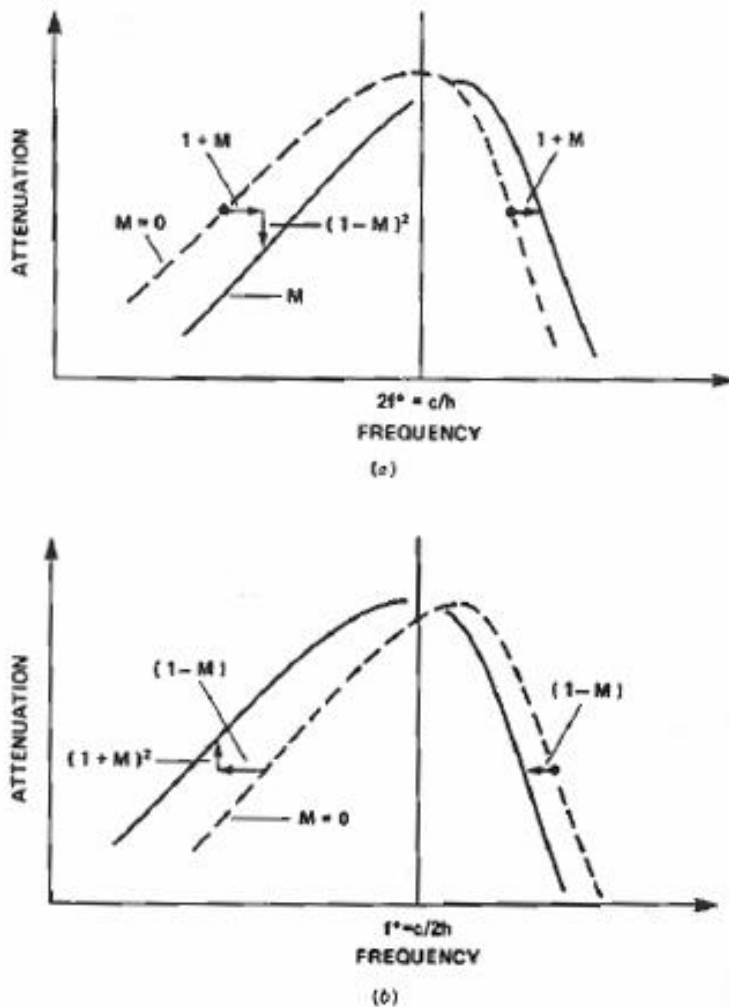 ATTENUATION
1 + M
1 + M
M = 0
(1 - M)²
M
2f* = c/h
FREQUENCY
(a)
ATTENUATION
(1 - M)
(1 - M)
(1 + M)²
M = 0
f*=c/2h
FREQUENCY
(b)